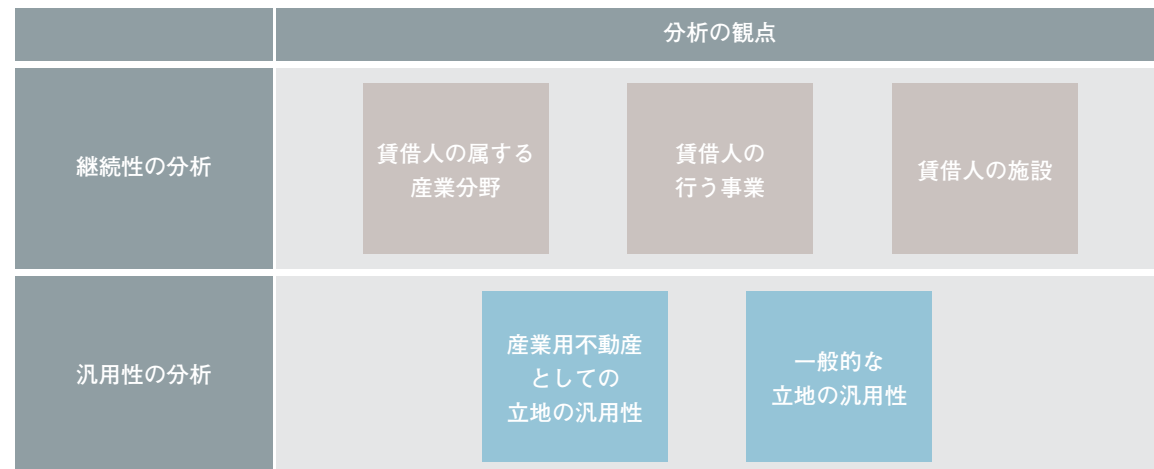 分析の観点
継続性の分析
賃借人の属する
産業分野
賃借人の
行う事業
賃借人の施設
汎用性の分析
産業用不動産
としての
立地の汎用性
一般的な
立地の汎用性